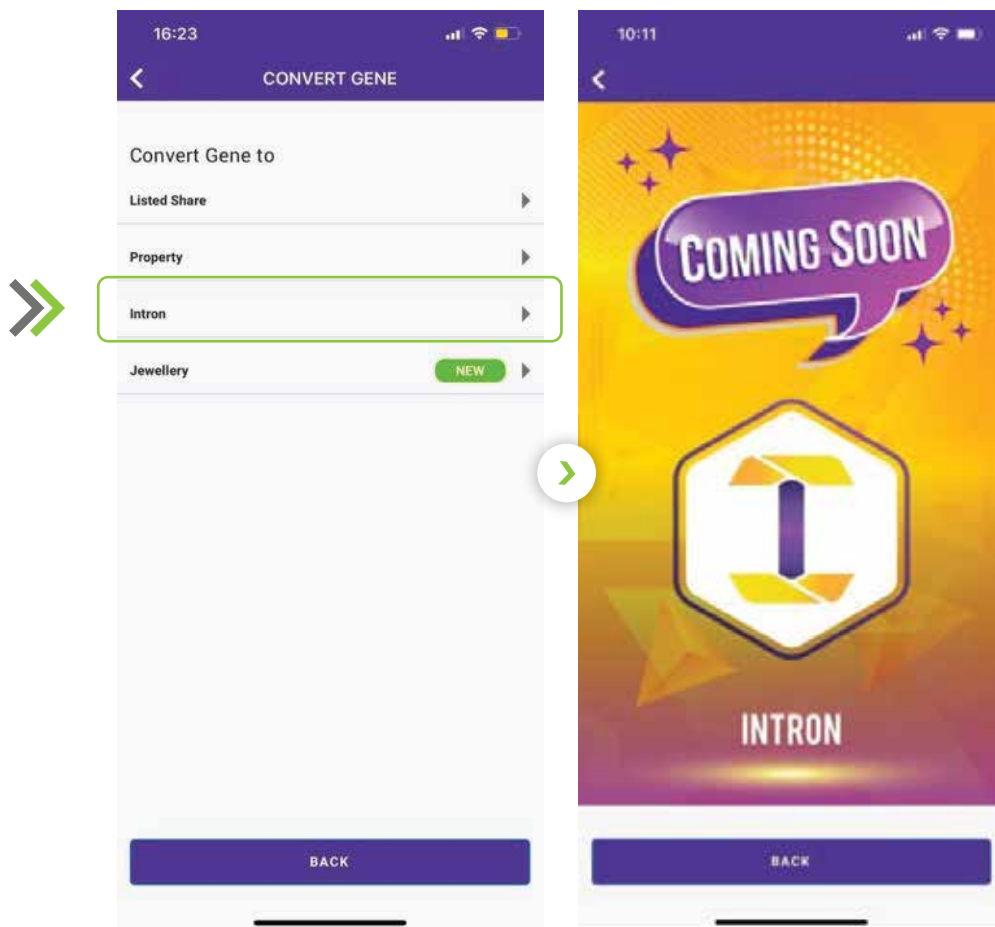 16:23
CONVERT GENE
Convert Gene to
Listed Share
Property
Intron
Jewellery NEW
BACK
10:11
COMING SOON
INTRON
BACK